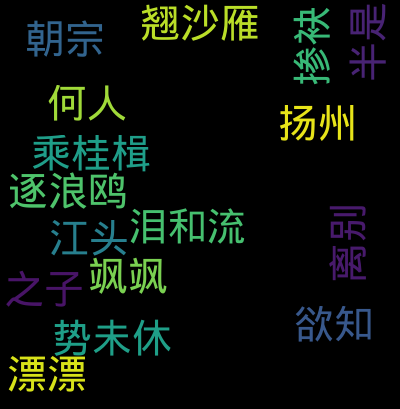 朝宗
翘沙雁
掺袂
半是
何人
扬州
乘桂楫
逐浪鸥
江头
泪和流
离别
之子
飒飒
势未休
欲知
漂漂